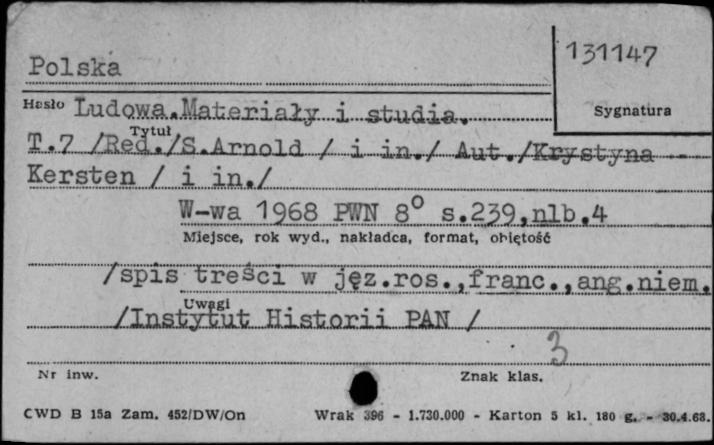 131147
Polska
Hasło Ludowa.Materiały i studia.
Sygnatura
Tytuł
T.7 /Red./S.Arnold / i in./ Aut./Krystyna
Kersten / i in./
W-wa 1968 PWN 8° s.239,nlb.4
Miejsce, rok wyd., nakładca, format, objętość
/spis treści w jęz.ros.,franc.,ang.niem.
Uwagi
/Instytut Historii PAN /
3
Nr inw.
Znak klas.
CWD B 15a Zam. 452/DW/On Wrak 396 - 1.730.000 - Karton 5 kl. 180 g. - 30.4.68.